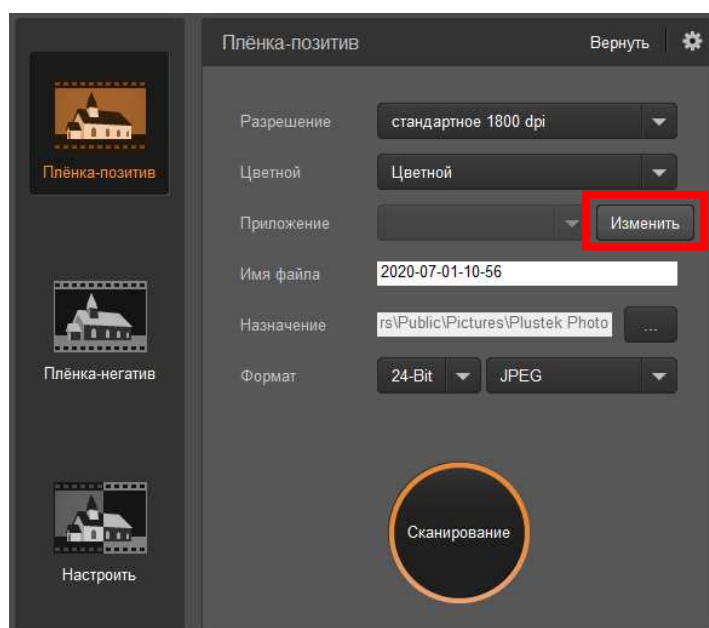 Плёнка-позитив
Вернуть
Плёнка-позитив
Разрешение
стандартное 1800 dpi
Цветной
Цветной
Приложение
Изменить
Имя файла
2020-07-01-10-56
Назначение
rs\Public\Pictures\Plustek Photo
...
Плёнка-негатив
Формат
24-Bit
JPEG
Сканирование
Настроить